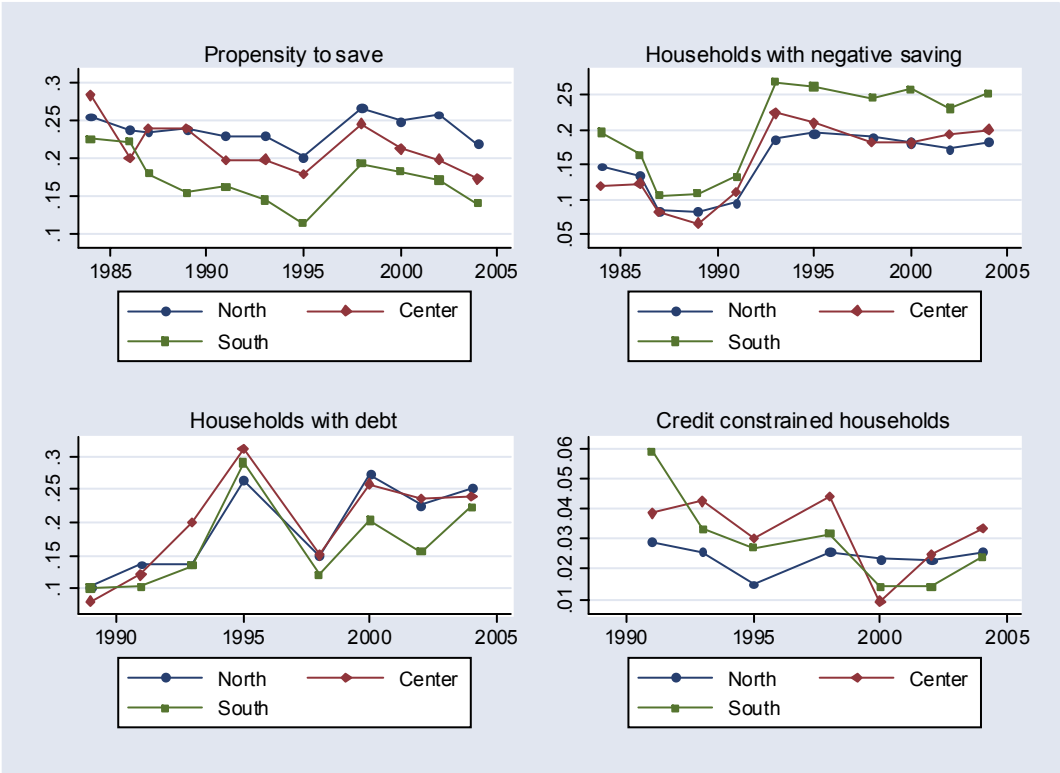 Propensity to save
.3
.25
.2
.15
.1
1985 1990 1995 2000 2005
North Center
South
Households with negative saving
.25
.2
.15
.1
.05
1985 1990 1995 2000 2005
North Center
South
Households with debt
.3
.25
.2
.15
.1
1990 1995 2000 2005
North Center
South
Credit constrained households
.06
.05
.04
.03
.02
.01
1990 1995 2000 2005
North Center
South